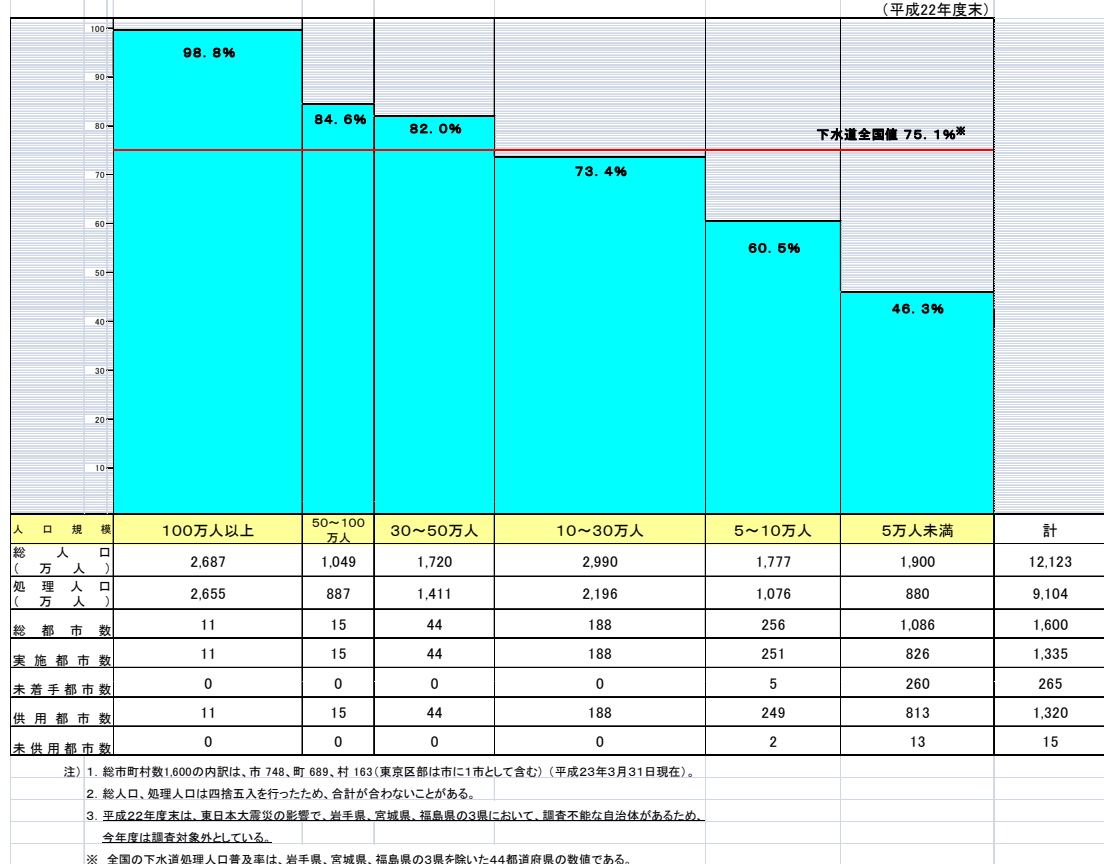 （平成22年度末）
100
98．8%
90
84．6%
82．0%
80
下水道全国値 75．1%※
70
73．4%
60
60．5%
50
46．3%
40
30
20
10
人口規模 100万人以上 50～100万人 30～50万人 10～30万人 5～10万人 5万人未満 計
総人口（万人） 2,687 1,049 1,720 2,990 1,777 1,900 12,123
処理人口（万人） 2,655 887 1,411 2,196 1,076 880 9,104
総都市数 11 15 44 188 256 1,086 1,600
実施都市数 11 15 44 188 251 826 1,335
未着手都市数 0 0 0 0 5 260 265
供用都市数 11 15 44 188 249 813 1,320
未供用都市数 0 0 0 0 2 13 15
注）1．総市町村数1,600の内訳は、市 748、町 689、村 163（東京区部は市に1市として含む）（平成23年3月31日現在）。
2．総人口、処理人口は四捨五入を行ったため、合計が合わないことがある。
3．平成22年度末は、東日本大震災の影響で、岩手県、宮城県、福島県の3県において、調査不能な自治体があるため、
今年度は調査対象外としている。
※ 全国の下水道処理人口普及率は、岩手県、宮城県、福島県の3県を除いた44都道府県の数値である。